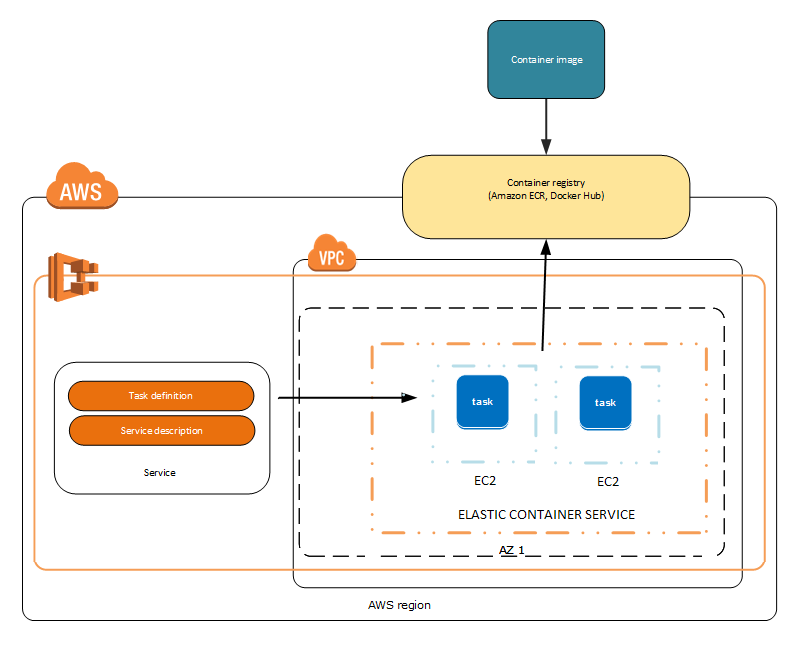 Container image
Container registry
(Amazon ECR, Docker Hub)
AWS
VPC
Task definition
Service description
Service
task
task
EC2
EC2
ELASTIC CONTAINER SERVICE
AZ 1
AWS region